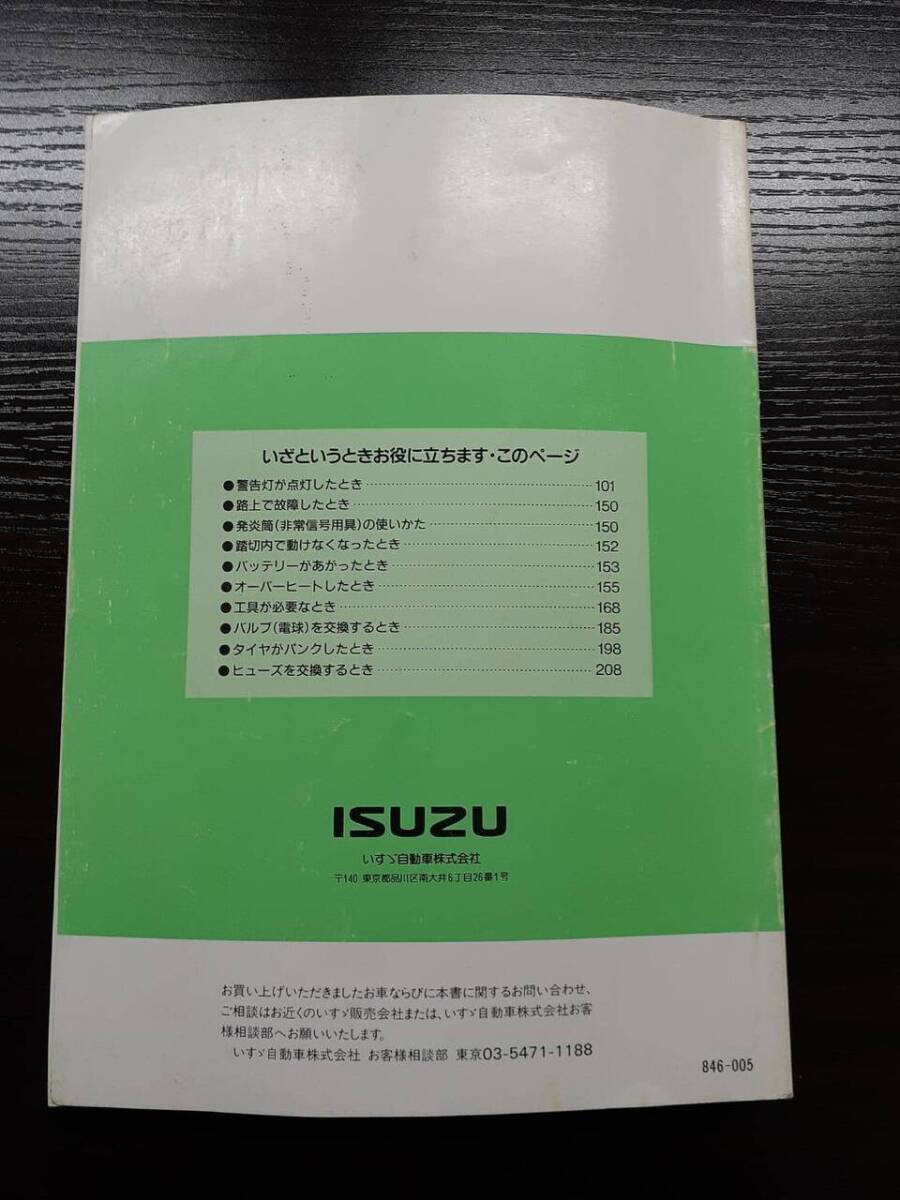 いざというときお役に立ちます・このページ
●警告灯が点灯したとき……………………………101
●路上で故障したとき……………………………150
●発炎筒(非常信号用具)の使いかた……………………………150
●踏切内で動けなくなったとき……………………………152
●バッテリーがあがったとき……………………………153
●オーバーヒートしたとき……………………………155
●工具が必要なとき……………………………168
●バルブ(電球)を交換するとき……………………………185
●タイヤがパンクしたとき……………………………198
●ヒューズを交換するとき……………………………208
ISUZU
いすゞ自動車株式会社
〒140 東京都品川区南大井6丁目26番1号
お買い上げいただきましたお車ならびに本書に関するお問い合わせ、
ご相談はお近くのいすゞ販売会社または、いすゞ自動車株式会社お客
様相談部へお願いいたします。
いすゞ自動車株式会社 お客様相談部 東京03-5471-1188
846-005